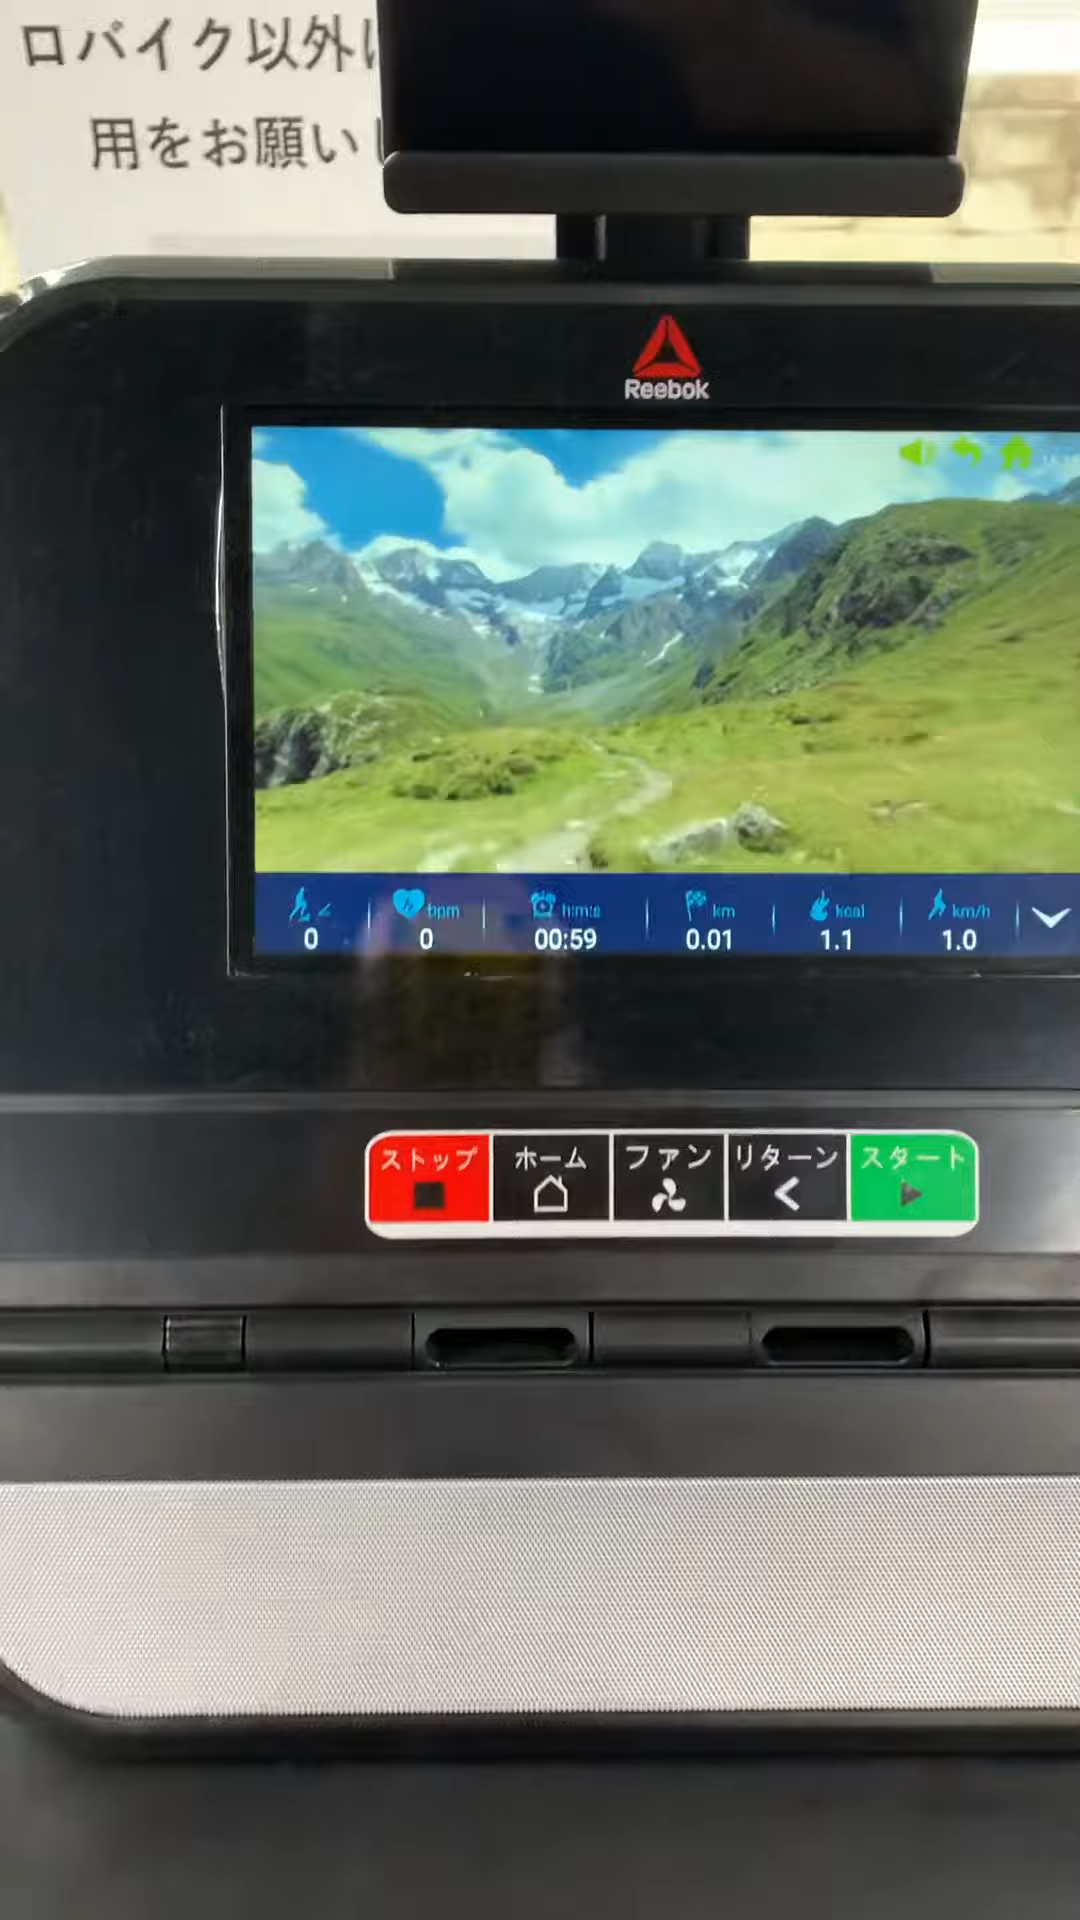 ロバイク以外に
用をお願いし
Reebok
bpm h:m:s km kcal km/h
0 0 00:59 0.01 1.1 1.0
ストップ ホーム ファン リターン スタート